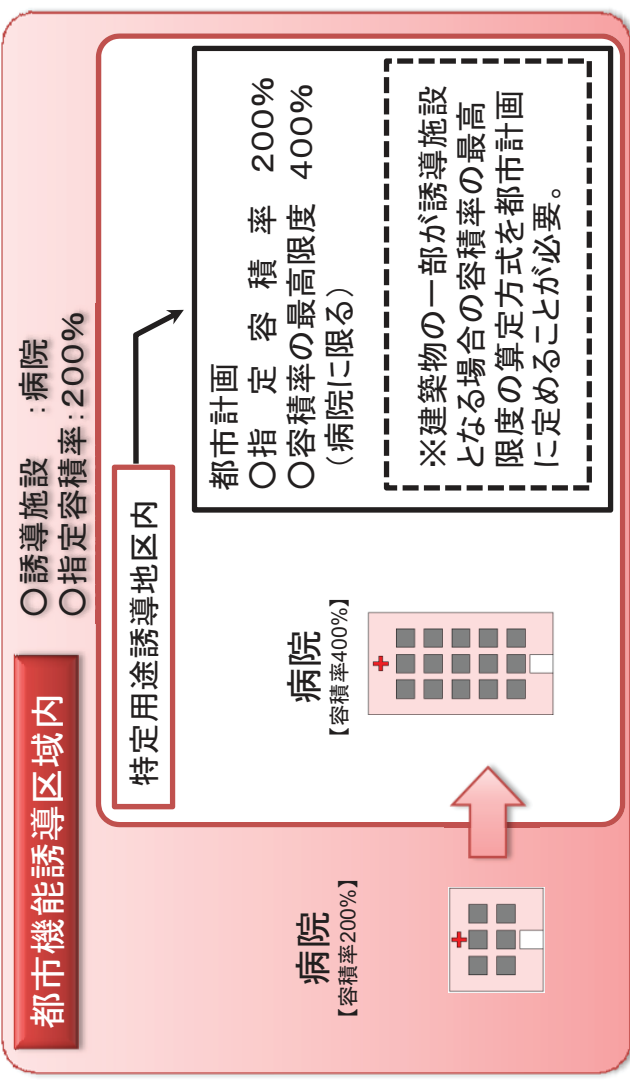 都市機能誘導区域内
〇誘導施設　:病院
〇指定容積率:200%
特定用途誘導地区内
都市計画
〇指 定 容 積 率　200%
〇容積率の最高限度　400%
（病院に限る）
※建築物の一部が誘導施設
となる場合の容積率の最高
限度の算定方式を都市計画
に定めることが必要。
病院
【容積率200%】
病院
【容積率400%】